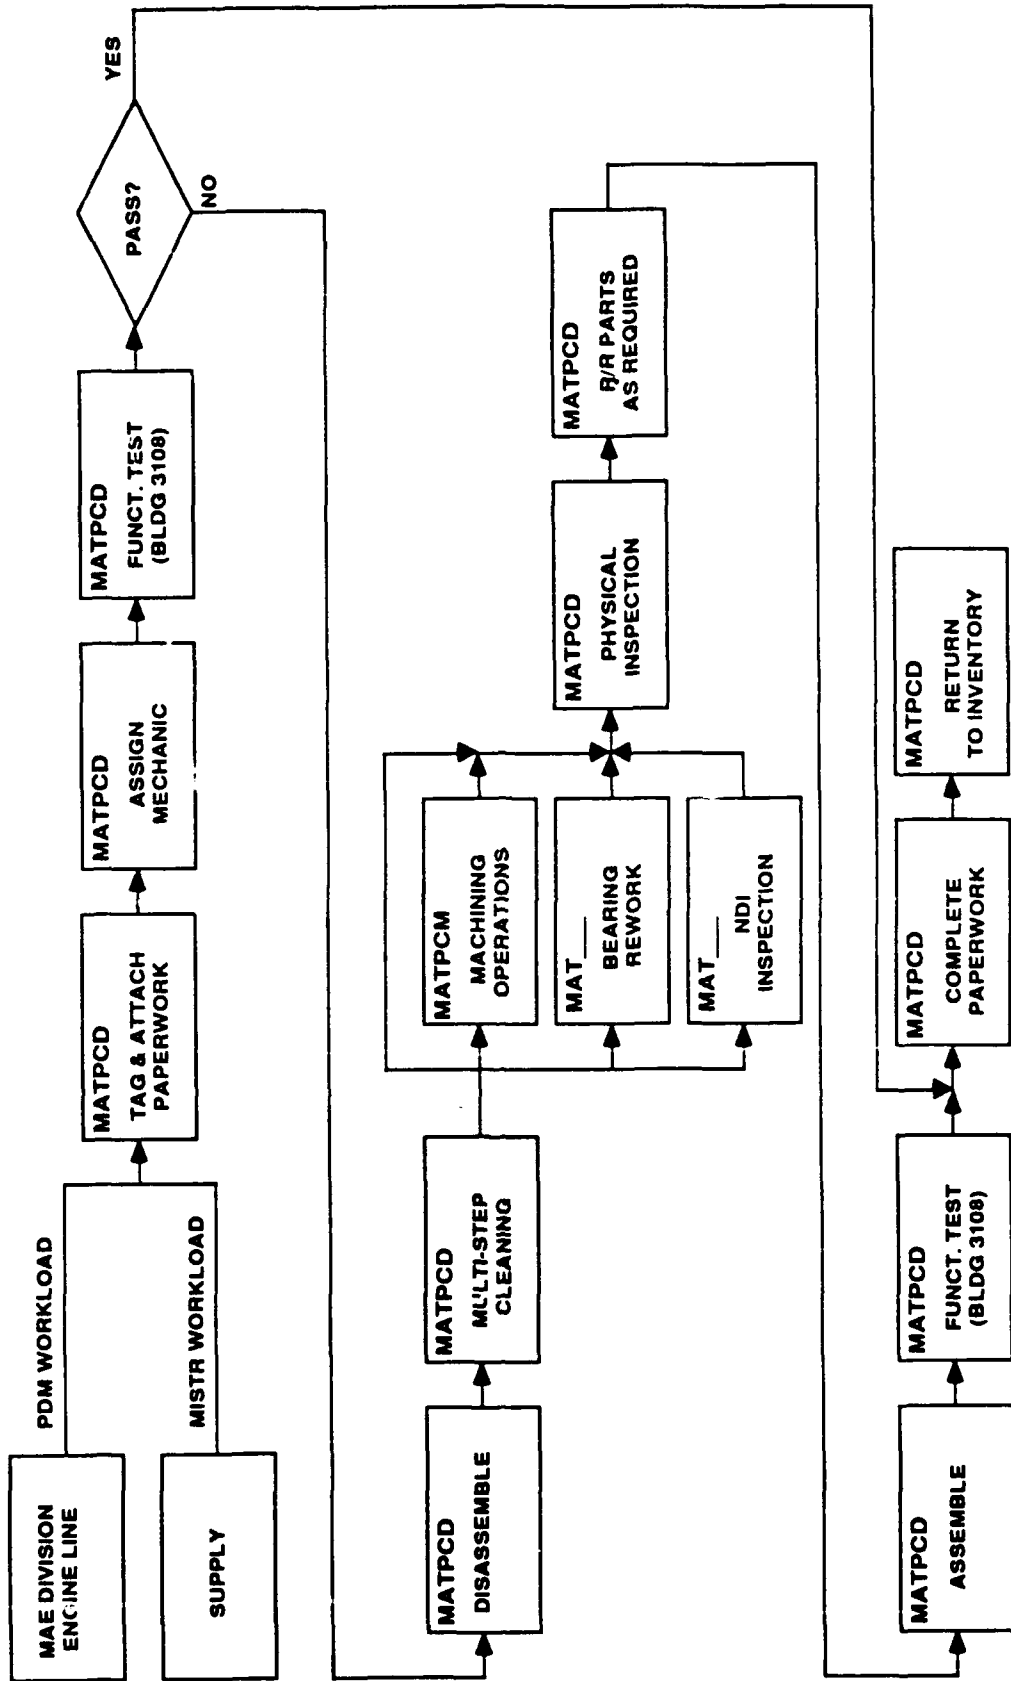 MAE DIVISION
ENGINE LINE
PDM WORKLOAD
SUPPLY
MISTR WORKLOAD
MATPCD
TAG & ATTACH
PAPERWORK
MATPCD
ASSIGN
MECHANIC
MATPCD
FUNCT. TEST
(BLDG 3108)
PASS?
YES
NO
MATPCD
DISASSEMBLE
MATPCD
MULTI-STEP
CLEANING
MATPCM
MACHINING
OPERATIONS
MAT___
BEARING
REWORK
MAT___
NDI
INSPECTION
MATPCD
PHYSICAL
INSPECTION
MATPCD
R/R PARTS
AS REQUIRED
MATPCD
ASSEMBLE
MATPCD
FUNCT. TEST
(BLDG 3108)
MATPCD
COMPLETE
PAPERWORK
MATPCD
RETURN
TO INVENTORY